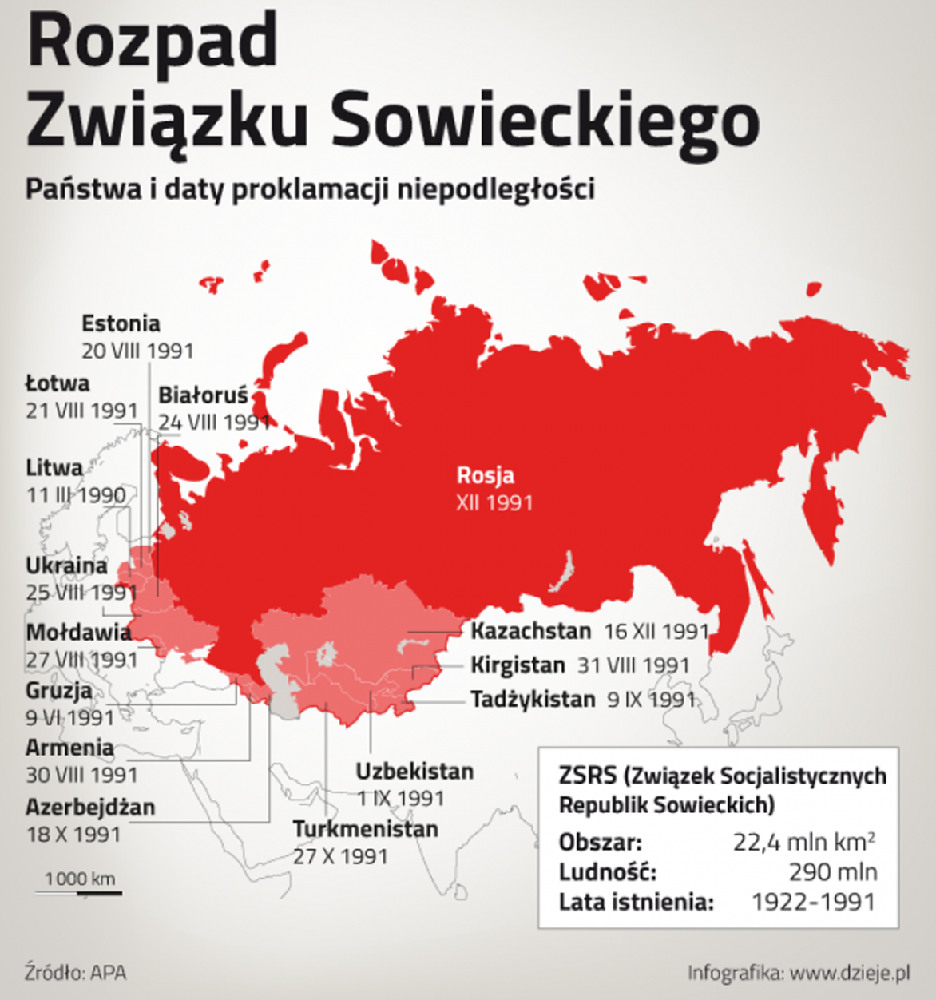 Rozpad
Związku Sowieckiego
Państwa i daty proklamacji niepodległości
Estonia
20 VIII 1991
Łotwa
21 VIII 1991
Białoruś
24 VIII 1991
Litwa
11 III 1990
Rosja
XII 1991
Ukraina
25 VIII 1991
Mołdawia
27 VIII 1991
Kazachstan 16 XII 1991
Kirgistan 31 VIII 1991
Tadżykistan 9 IX 1991
Gruzja
9 VI 1991
Armenia
30 VIII 1991
Azerbejdżan
18 X 1991
Uzbekistan
1 IX 1991
Turkmenistan
27 X 1991
1000 km
ZSRS (Związek Socjalistycznych
Republik Sowieckich)
Obszar: 22,4 mln km²
Ludność: 290 mln
Lata istnienia: 1922-1991
Źródło: APA
Infografika: www.dzieje.pl